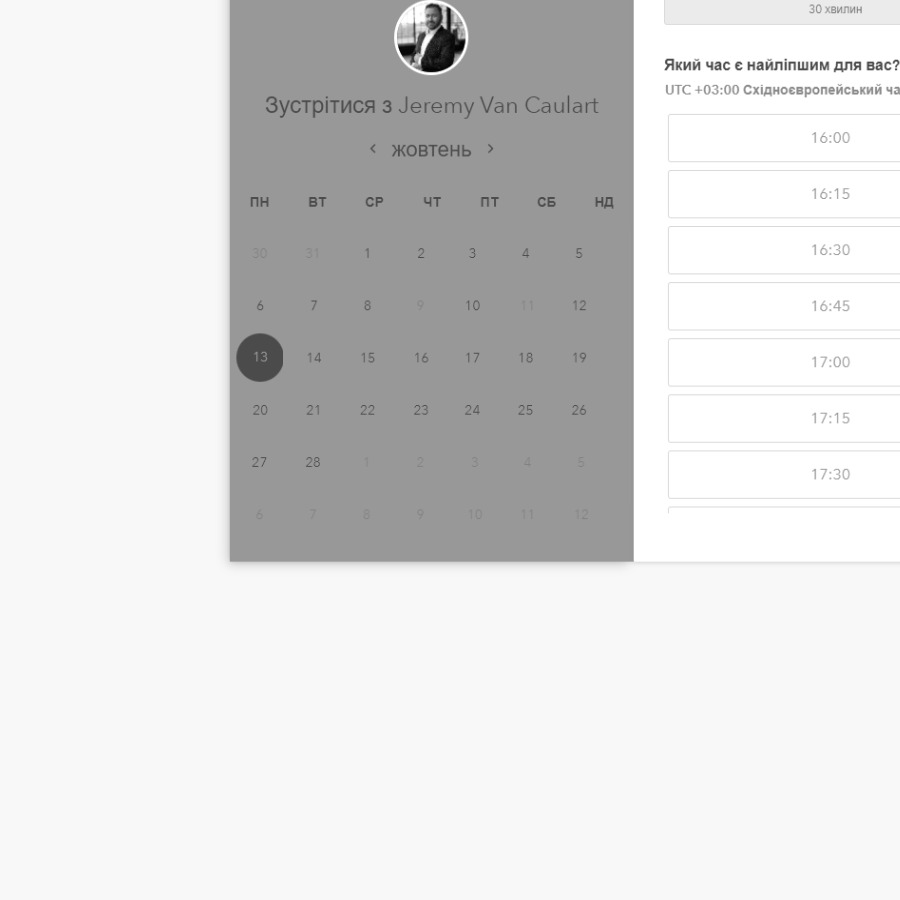 Зустрітися з Jeremy Van Caulart
‹ жовтень ›
ПН ВТ СР ЧТ ПТ СБ НД
30 31 1 2 3 4 5
6 7 8 9 10 11 12
13 14 15 16 17 18 19
20 21 22 23 24 25 26
27 28 1 2 3 4 5
6 7 8 9 10 11 12
30 хвилин
Який час є найліпшим для вас?
UTC +03:00 Східноєвропейський ча
16:00
16:15
16:30
16:45
17:00
17:15
17:30